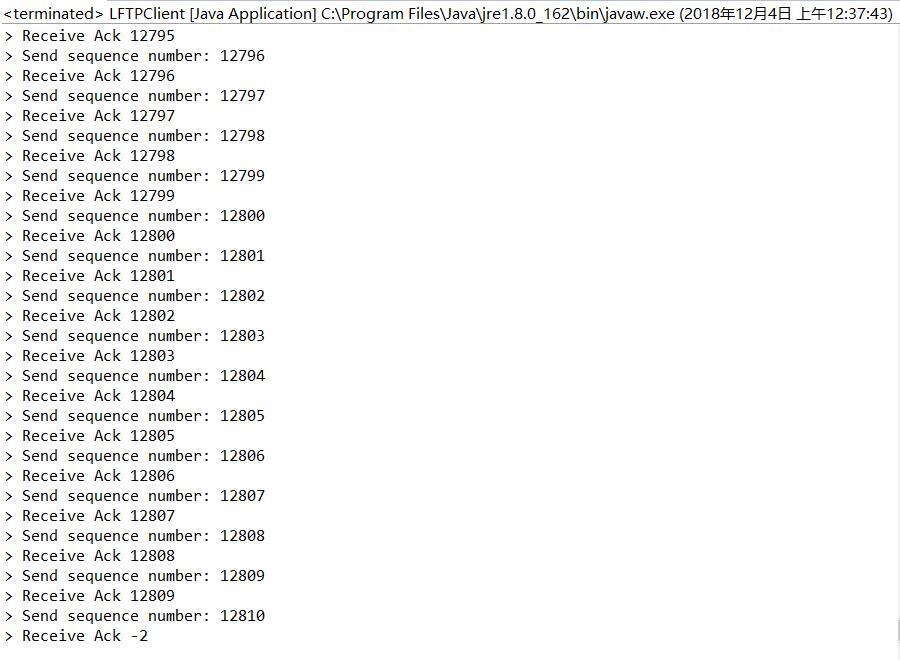 <terminated> LFTPClient [Java Application] C:\Program Files\Java\jre1.8.0_162\bin\javaw.exe (2018年12月4日 上午12:37:43)
> Receive Ack 12795
> Send sequence number: 12796
> Receive Ack 12796
> Send sequence number: 12797
> Receive Ack 12797
> Send sequence number: 12798
> Receive Ack 12798
> Send sequence number: 12799
> Receive Ack 12799
> Send sequence number: 12800
> Receive Ack 12800
> Send sequence number: 12801
> Receive Ack 12801
> Send sequence number: 12802
> Receive Ack 12802
> Send sequence number: 12803
> Receive Ack 12803
> Send sequence number: 12804
> Receive Ack 12804
> Send sequence number: 12805
> Receive Ack 12805
> Send sequence number: 12806
> Receive Ack 12806
> Send sequence number: 12807
> Receive Ack 12807
> Send sequence number: 12808
> Receive Ack 12808
> Send sequence number: 12809
> Receive Ack 12809
> Send sequence number: 12810
> Receive Ack -2